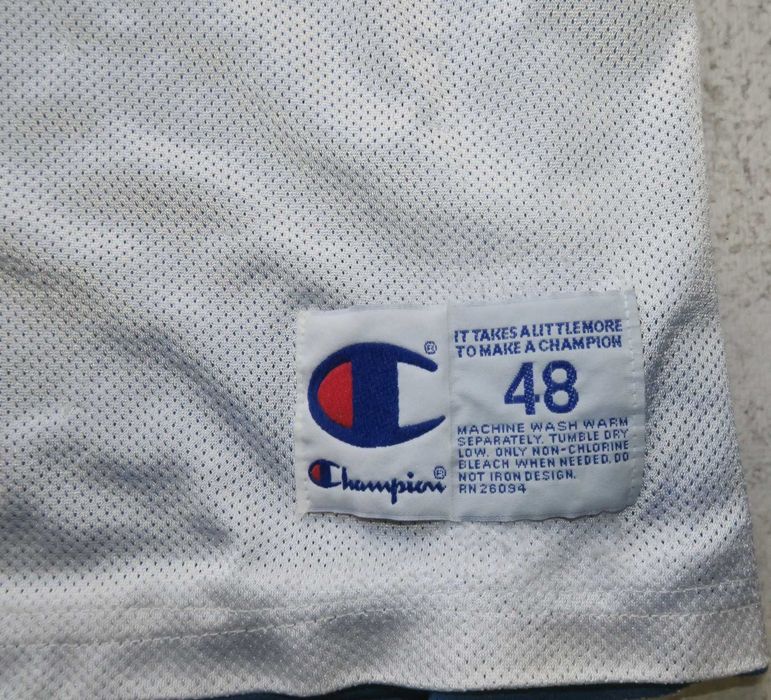 IT TAKES A LITTLE MORE
TO MAKE A CHAMPION
48
MACHINE WASH WARM
SEPARATELY. TUMBLE DRY
LOW. ONLY NON-CHLORINE
BLEACH WHEN NEEDED. DO
NOT IRON DESIGN.
RN 26094
®
Champion®